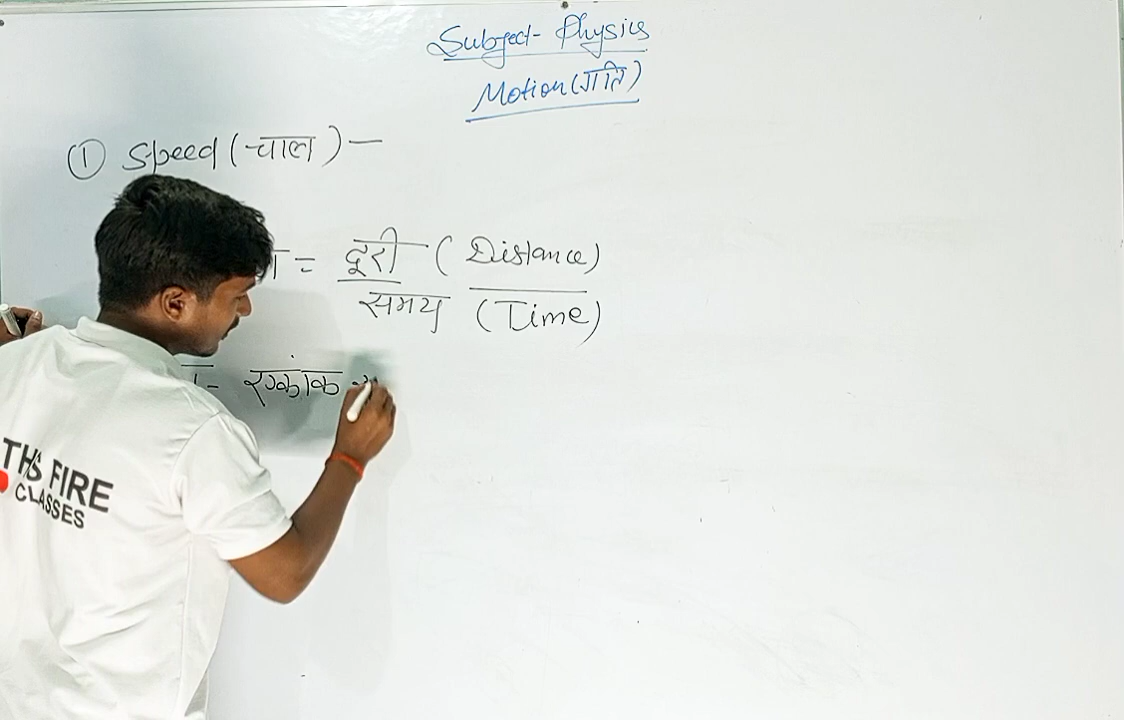 Subject- Physics
Motion (गति)
① Speed (चाल) –
= दूरी (Distance)
समय (Time)
- एकांक
THS FIRE
CLASSES